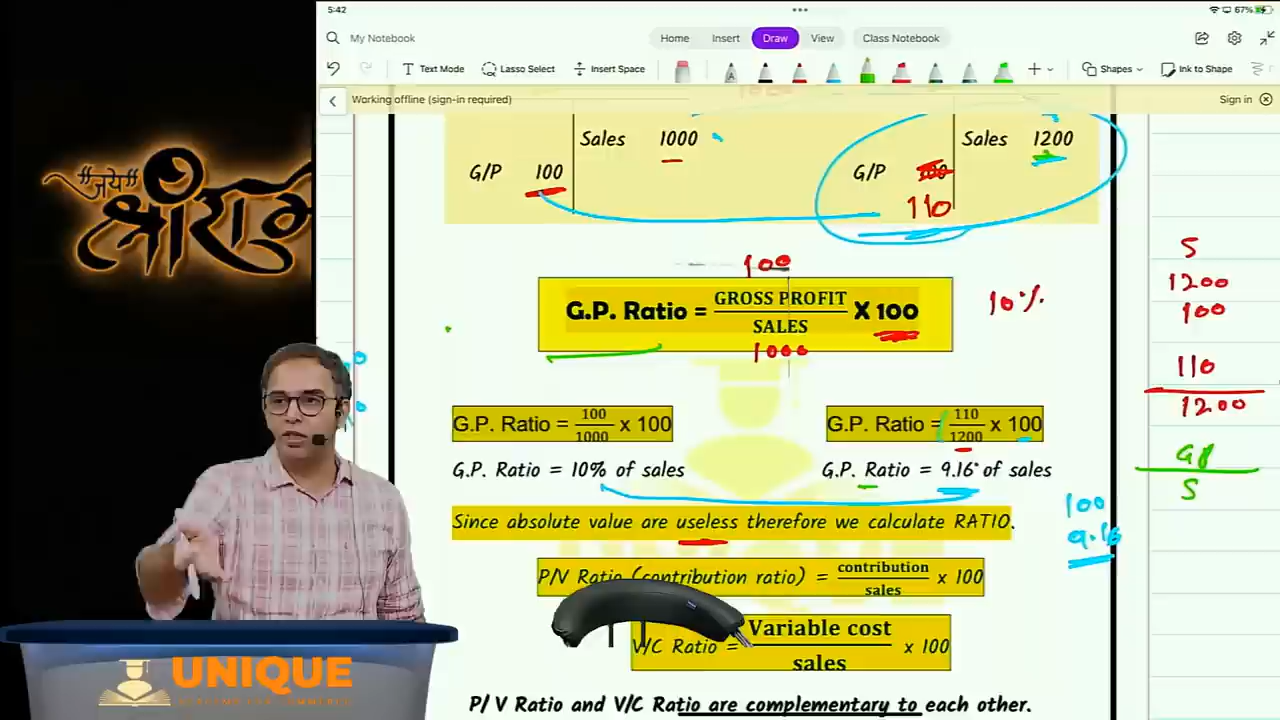 5:42
67%
My Notebook
Home Insert Draw View Class Notebook
Text Mode Lasso Select Insert Space Shapes Ink to Shape
Working offline (sign-in required) Sign in
Sales 1000 Sales 1200
G/P 100 G/P 100
110
100
G.P. Ratio = GROSS PROFIT / SALES X 100 10%
1000
S
1200
100
110
1200
GP
S
G.P. Ratio = 100/1000 x 100 G.P. Ratio = 110/1200 x 100
G.P. Ratio = 10% of sales G.P. Ratio = 9.16% of sales
100
9.16
Since absolute value are useless therefore we calculate RATIO.
P/V Ratio (contribution ratio) = contribution/sales x 100
V/C Ratio = Variable cost/sales x 100
P/ V Ratio and V/C Ratio are complementary to each other.
"जय"
श्रीराम
UNIQUE